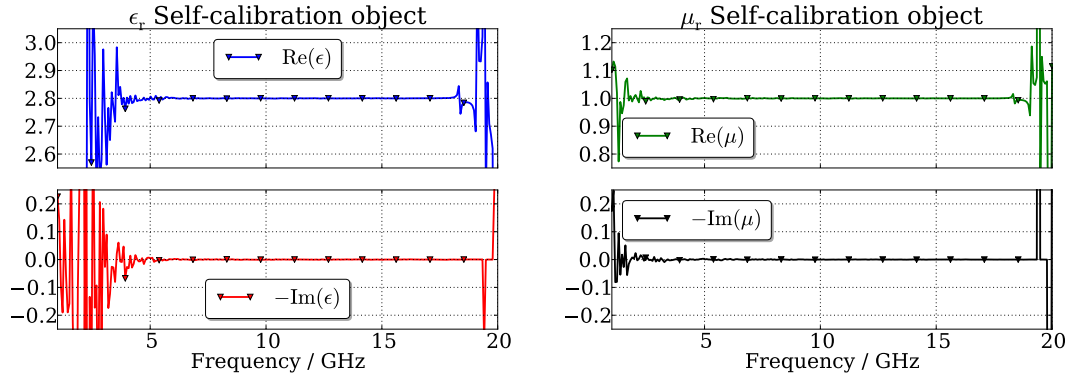 ϵr Self-calibration object
3.0
2.9
2.8
2.7
2.6
Re(ϵ)
0.2
0.1
0.0
−0.1
−0.2
−Im(ϵ)
5 10 15 20
Frequency / GHz
μr Self-calibration object
1.2
1.1
1.0
0.9
0.8
Re(μ)
0.2
0.1
0.0
−0.1
−0.2
−Im(μ)
5 10 15 20
Frequency / GHz